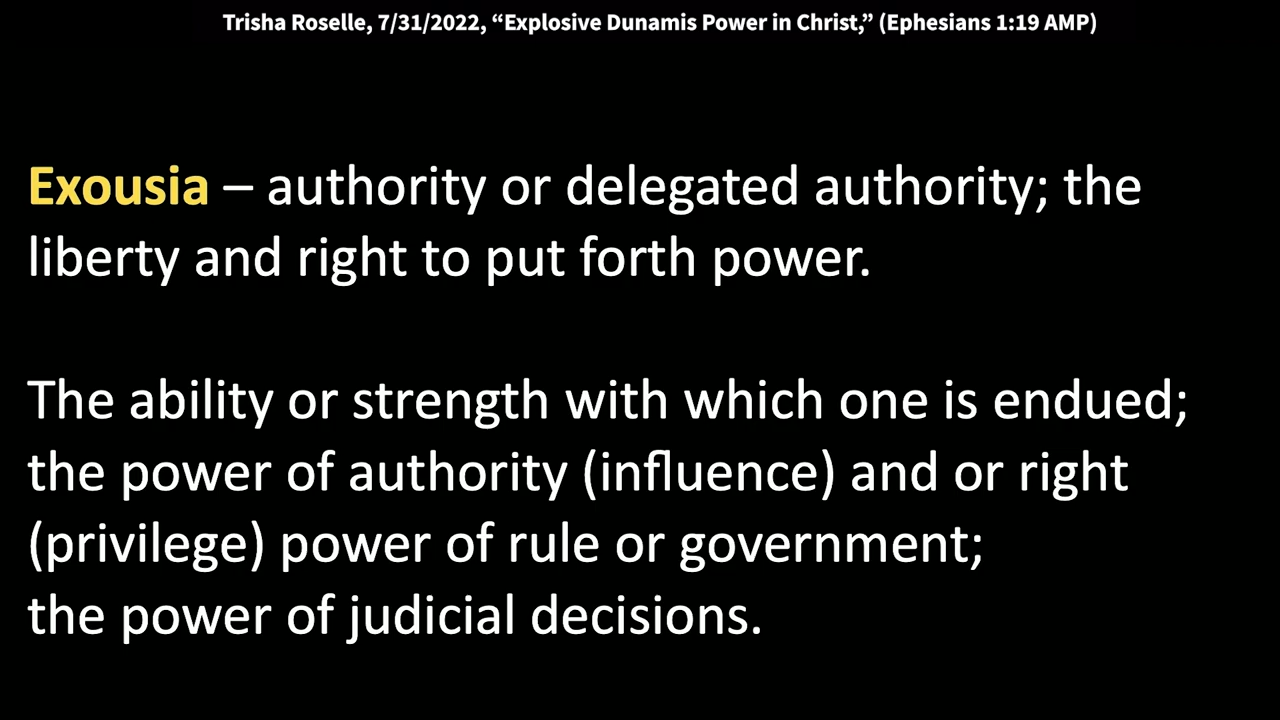 Trisha Roselle, 7/31/2022, “Explosive Dunamis Power in Christ,” (Ephesians 1:19 AMP)
Exousia – authority or delegated authority; the
liberty and right to put forth power.
The ability or strength with which one is endued;
the power of authority (influence) and or right
(privilege) power of rule or government;
the power of judicial decisions.